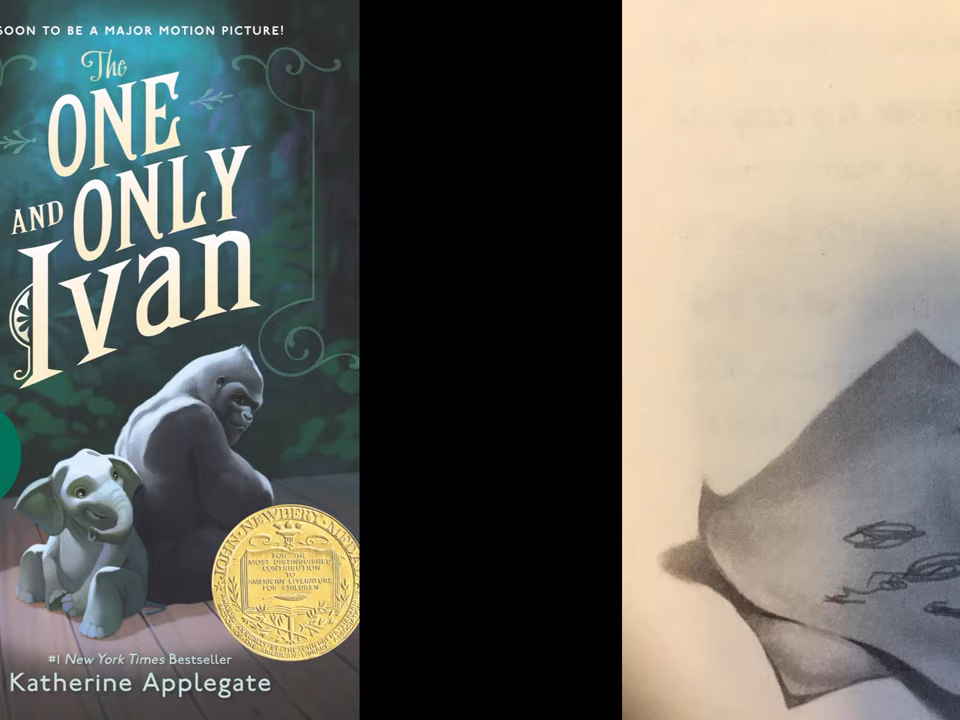 SOON TO BE A MAJOR MOTION PICTURE!
The
ONE
AND ONLY
Ivan
JOHN NEWBERY MEDAL
FOR THE
MOST DISTINGUISHED
CONTRIBUTION
TO
AMERICAN LITERATURE
FOR CHILDREN
#1 New York Times Bestseller
Katherine Applegate